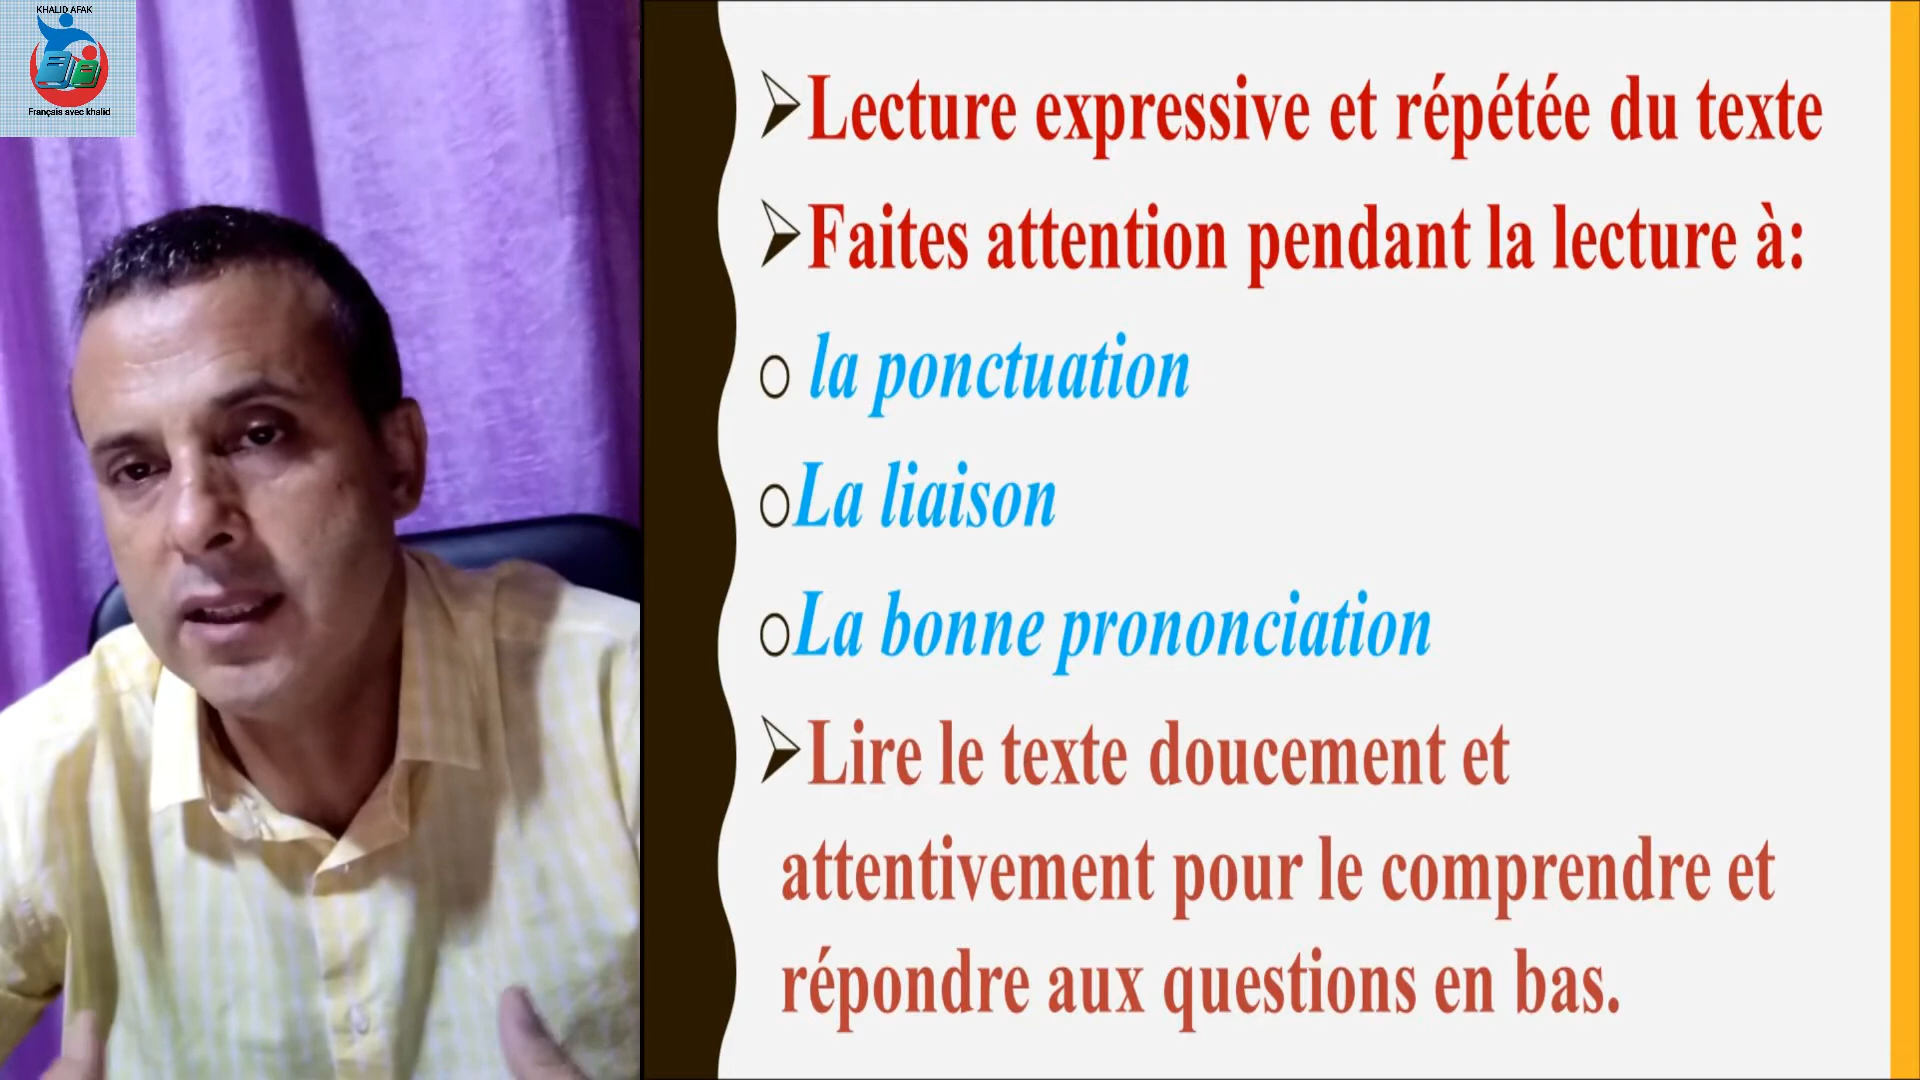 KHALID AFAK
Français avec khalid
Lecture expressive et répétée du texte
Faites attention pendant la lecture à:
la ponctuation
La liaison
La bonne prononciation
Lire le texte doucement et
attentivement pour le comprendre et
répondre aux questions en bas.